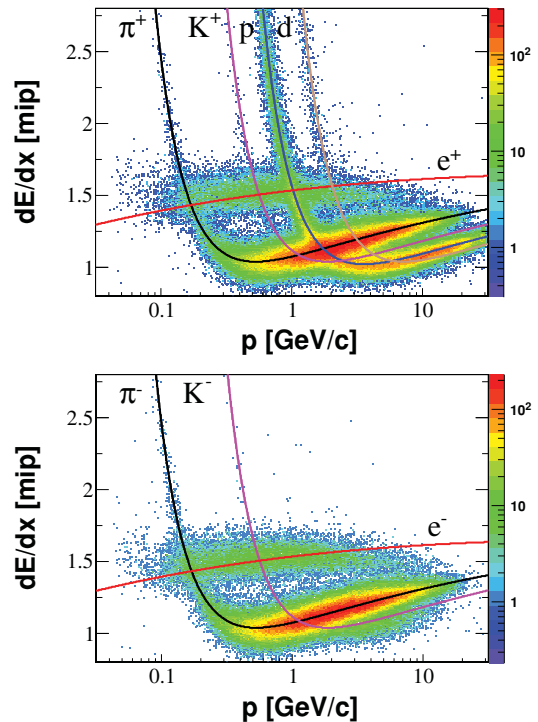 π⁺ K⁺ p d
2.5
2
1.5
1
e⁺
dE/dx [mip]
0.1 1 10
p [GeV/c]
10²
10
1
π⁻ K⁻
2.5
2
1.5
1
e⁻
dE/dx [mip]
0.1 1 10
p [GeV/c]
10²
10
1